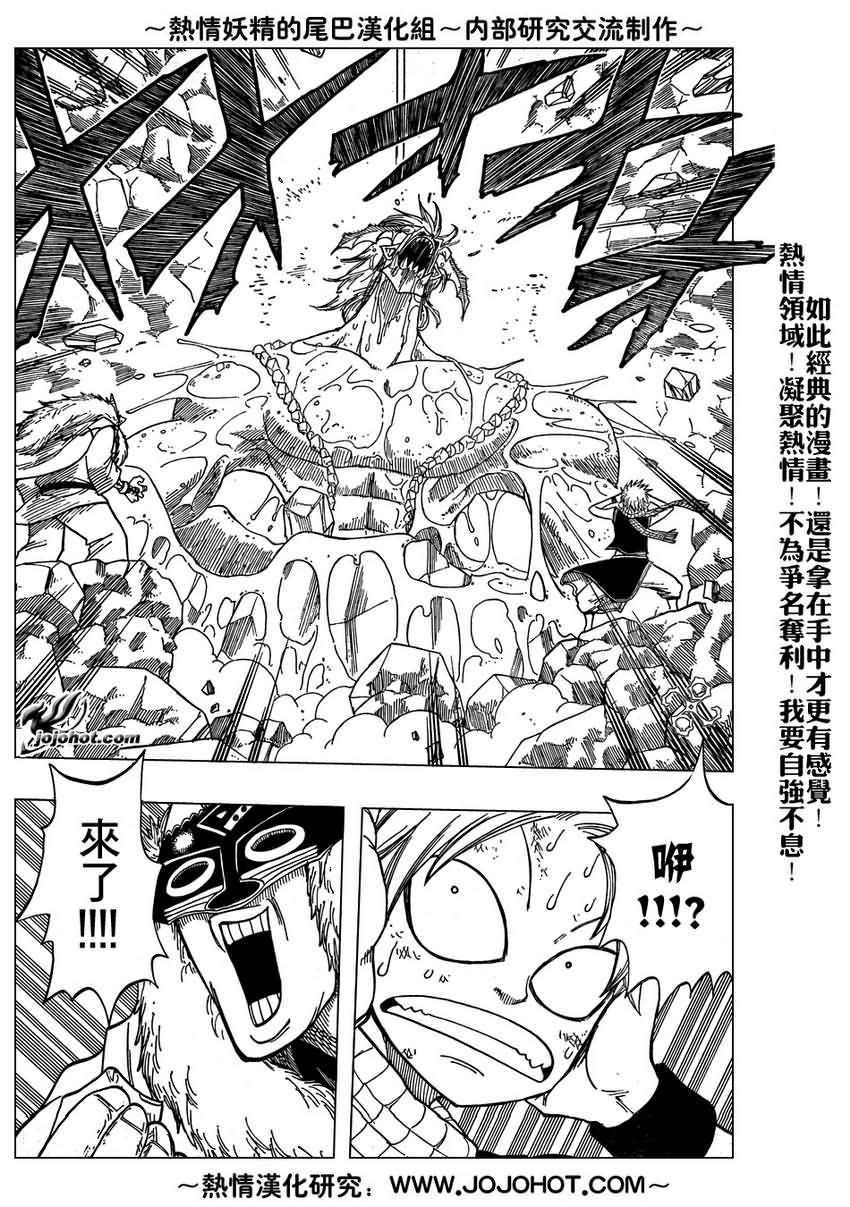 ～熱情妖精的尾巴漢化組～内部研究交流制作～
如此經典的漫畫！還是拿在手中才更有感覺！
熱情領域！凝聚熱情！不為爭名奪利！我要自強不息！
jojohot.com
咿
!!!?
來
了
!!!!
～熱情漢化研究：WWW.JOJOHOT.COM～